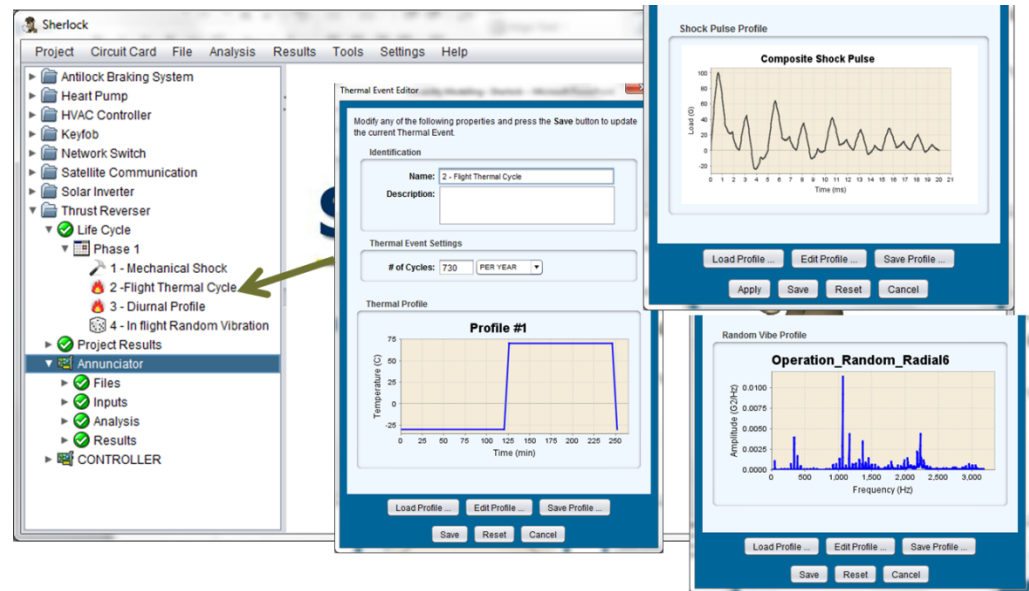 Sherlock
Project Circuit Card File Analysis Results Tools Settings Help
Antilock Braking System
Heart Pump
HVAC Controller
Keyfob
Network Switch
Satellite Communication
Solar Inverter
Thrust Reverser
Life Cycle
Phase 1
1 - Mechanical Shock
2 -Flight Thermal Cycle
3 - Diurnal Profile
4 - In flight Random Vibration
Project Results
Annunciator
Files
Inputs
Analysis
Results
CONTROLLER
Thermal Event Editor
Modify any of the following properties and press the Save button to update
the current Thermal Event.
Identification
Name: 2 - Flight Thermal Cycle
Description:
Thermal Event Settings
# of Cycles: 730 PER YEAR
Thermal Profile
Profile #1
Temperature (C)
75
50
25
0
-25
0 25 50 75 100 125 150 175 200 225 250
Time (min)
Load Profile ... Edit Profile ... Save Profile ...
Save Reset Cancel
Shock Pulse Profile
Composite Shock Pulse
Load (G)
100
80
60
40
20
0
-20
0 1 2 3 4 5 6 7 8 9 10 11 12 13 14 15 16 17 18 19 20 21
Time (ms)
Load Profile ... Edit Profile ... Save Profile ...
Apply Save Reset Cancel
Random Vibe Profile
Operation_Random_Radial6
Amplitude (G2/Hz)
0.0100
0.0075
0.0050
0.0025
0.0000
0 500 1,000 1,500 2,000 2,500 3,000
Frequency (Hz)
Load Profile ... Edit Profile ... Save Profile ...
Save Reset Cancel